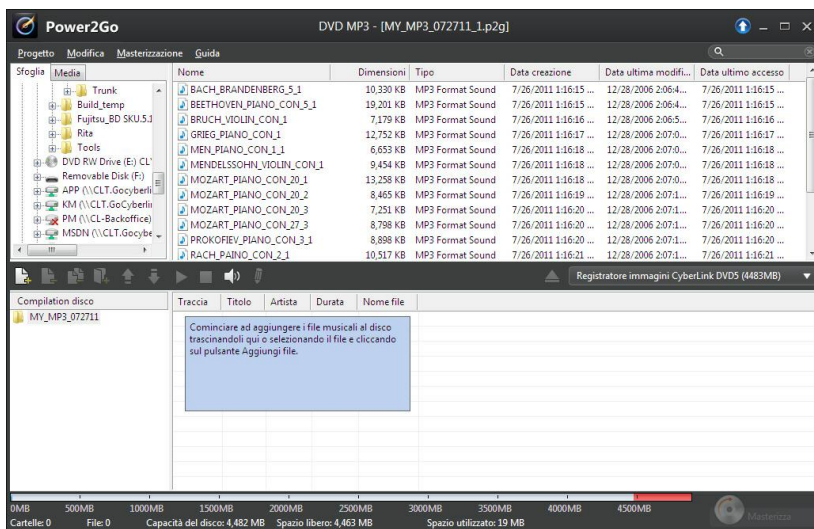 Power2Go
DVD MP3 - [MY_MP3_072711_1.p2g]
Progetto Modifica Masterizzazione Guida
Sfoglia Media
Trunk
Build_temp
Fujitsu_BD SKU.5.1
Rita
Tools
DVD RW Drive (E:) CL'
Removable Disk (F:)
APP (\\CLT.Gocyberli
KM (\\CLT.GoCyberlin
PM (\\CL-Backoffice)
MSDN (\\CLT.Gocybe
Nome Dimensioni Tipo Data creazione Data ultima modifi... Data ultimo accesso
BACH_BRANDENBERG_5_1 10,330 KB MP3 Format Sound 7/26/2011 1:16:15 ... 12/28/2006 2:06:4... 7/26/2011 1:16:15 ...
BEETHOVEN_PIANO_CON_5_1 19,201 KB MP3 Format Sound 7/26/2011 1:16:15 ... 12/28/2006 2:06:4... 7/26/2011 1:16:15 ...
BRUCH_VIOLIN_CON_1 7,179 KB MP3 Format Sound 7/26/2011 1:16:16 ... 12/28/2006 2:06:5... 7/26/2011 1:16:16 ...
GRIEG_PIANO_CON_1 12,752 KB MP3 Format Sound 7/26/2011 1:16:17 ... 12/28/2006 2:07:0... 7/26/2011 1:16:17 ...
MEN_PIANO_CON_1_1 6,653 KB MP3 Format Sound 7/26/2011 1:16:18 ... 12/28/2006 2:07:0... 7/26/2011 1:16:18 ...
MENDELSSOHN_VIOLIN_CON_1 9,454 KB MP3 Format Sound 7/26/2011 1:16:18 ... 12/28/2006 2:07:0... 7/26/2011 1:16:18 ...
MOZART_PIANO_CON_20_1 13,258 KB MP3 Format Sound 7/26/2011 1:16:18 ... 12/28/2006 2:07:0... 7/26/2011 1:16:18 ...
MOZART_PIANO_CON_20_2 8,465 KB MP3 Format Sound 7/26/2011 1:16:19 ... 12/28/2006 2:07:1... 7/26/2011 1:16:19 ...
MOZART_PIANO_CON_20_3 7,251 KB MP3 Format Sound 7/26/2011 1:16:20 ... 12/28/2006 2:07:1... 7/26/2011 1:16:20 ...
MOZART_PIANO_CON_27_3 8,798 KB MP3 Format Sound 7/26/2011 1:16:20 ... 12/28/2006 2:07:1... 7/26/2011 1:16:20 ...
PROKOFIEV_PIANO_CON_3_1 8,898 KB MP3 Format Sound 7/26/2011 1:16:20 ... 12/28/2006 2:07:1... 7/26/2011 1:16:20 ...
RACH_PAINO_CON_2_1 10,517 KB MP3 Format Sound 7/26/2011 1:16:21 ... 12/28/2006 2:07:1... 7/26/2011 1:16:21 ...
Registratore immagini CyberLink DVD5 (4483MB)
Compilation disco
MY_MP3_072711
Traccia Titolo Artista Durata Nome file
Cominciare ad aggiungere i file musicali al disco
trascinandoli qui o selezionando il file e cliccando
sul pulsante Aggiungi file.
0MB 500MB 1000MB 1500MB 2000MB 2500MB 3000MB 3500MB 4000MB 4500MB
Cartelle: 0 File: 0 Capacità del disco: 4,482 MB Spazio libero: 4,463 MB Spazio utilizzato: 19 MB
Masterizza